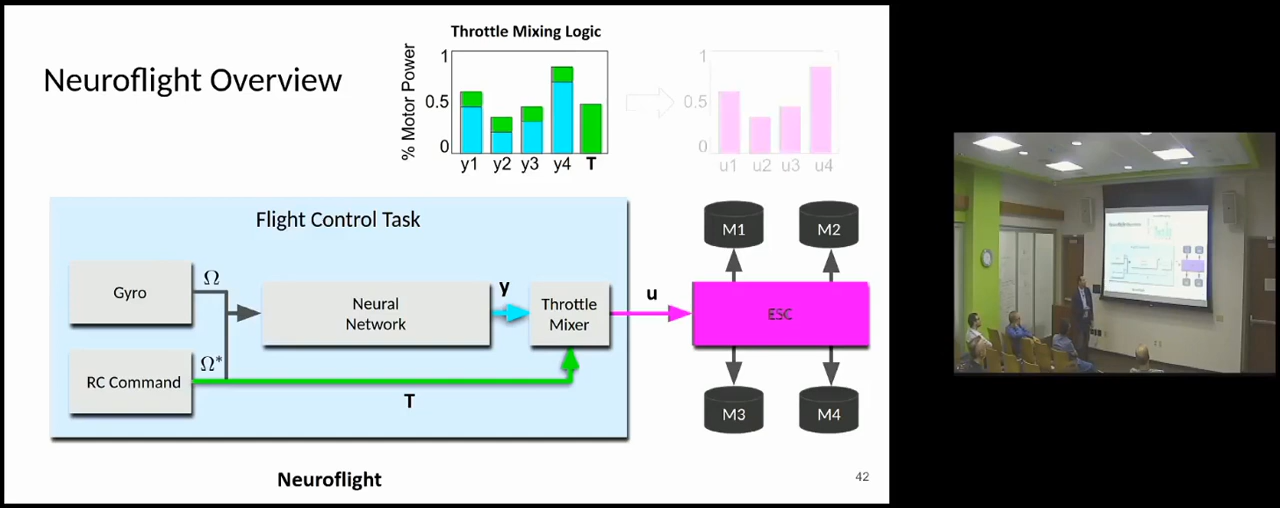 Neuroflight Overview
Throttle Mixing Logic
% Motor Power
1
0.5
0
y1 y2 y3 y4 T
1
0.5
0
u1 u2 u3 u4
Flight Control Task
Gyro
Ω
Neural
Network
y
Throttle
Mixer
u
ESC
M1
M2
RC Command
Ω*
T
M3
M4
Neuroflight
42